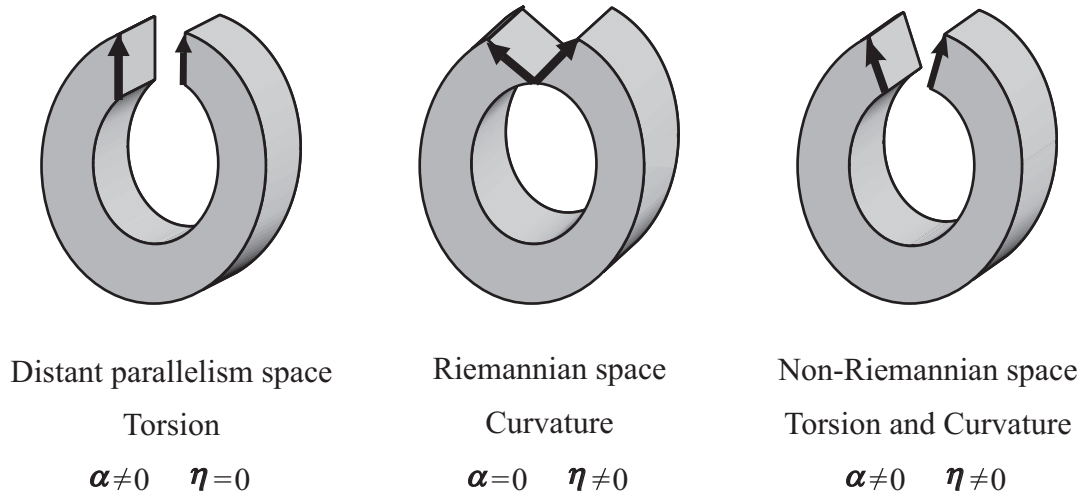 Distant parallelism space
Torsion
α≠0 η=0
Riemannian space
Curvature
α=0 η≠0
Non-Riemannian space
Torsion and Curvature
α≠0 η≠0